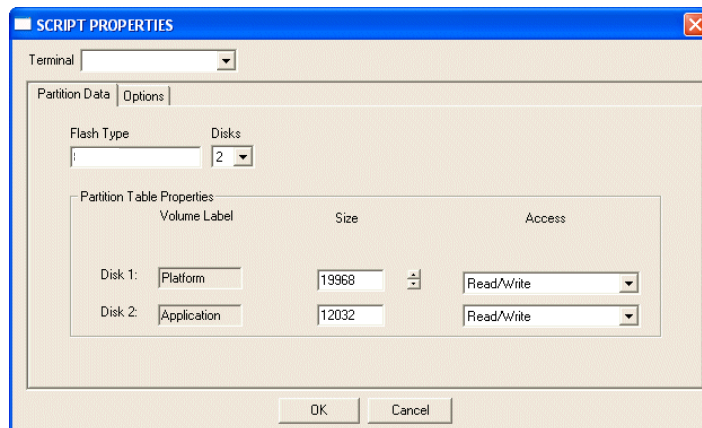 SCRIPT PROPERTIES
Terminal
Partition Data Options
Flash Type Disks
2
Partition Table Properties
Volume Label Size Access
Disk 1: Platform 19968 Read/Write
Disk 2: Application 12032 Read/Write
OK Cancel